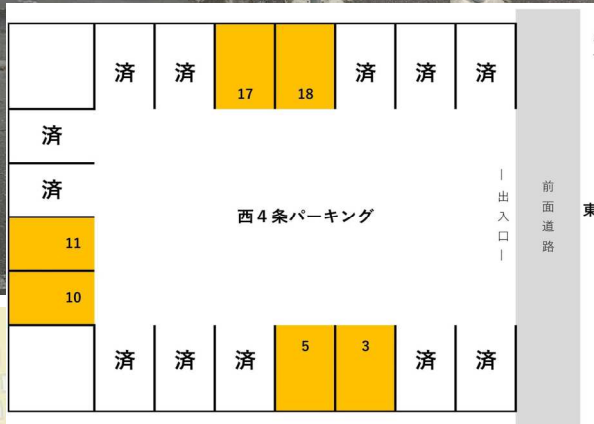 済 済 17 18 済 済 済
済
済
11
10
西4条パーキング
ー出入口ー
前面道路
東
済 済 済 5 3 済 済